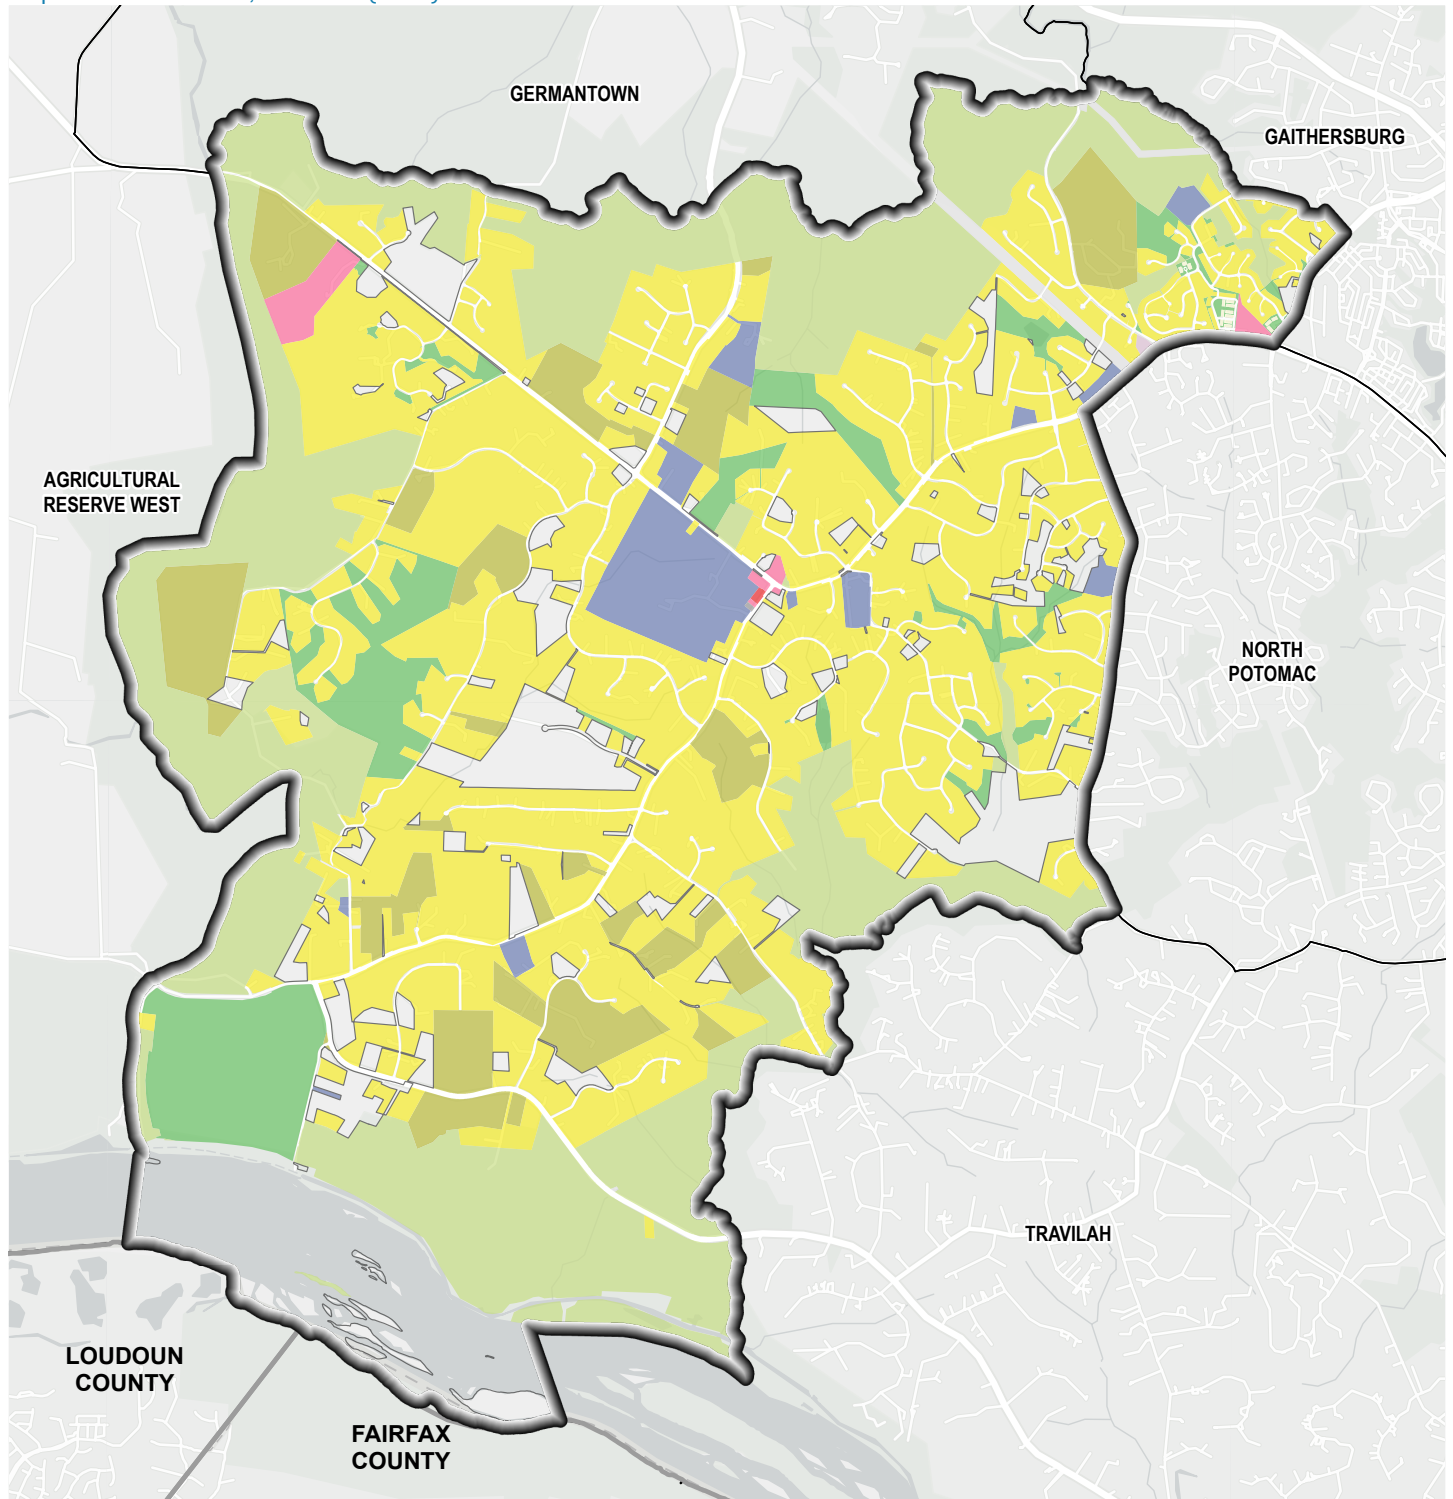 GERMANTOWN
GAITHERSBURG
AGRICULTURAL
RESERVE WEST
NORTH
POTOMAC
TRAVILAH
LOUDOUN
COUNTY
FAIRFAX
COUNTY